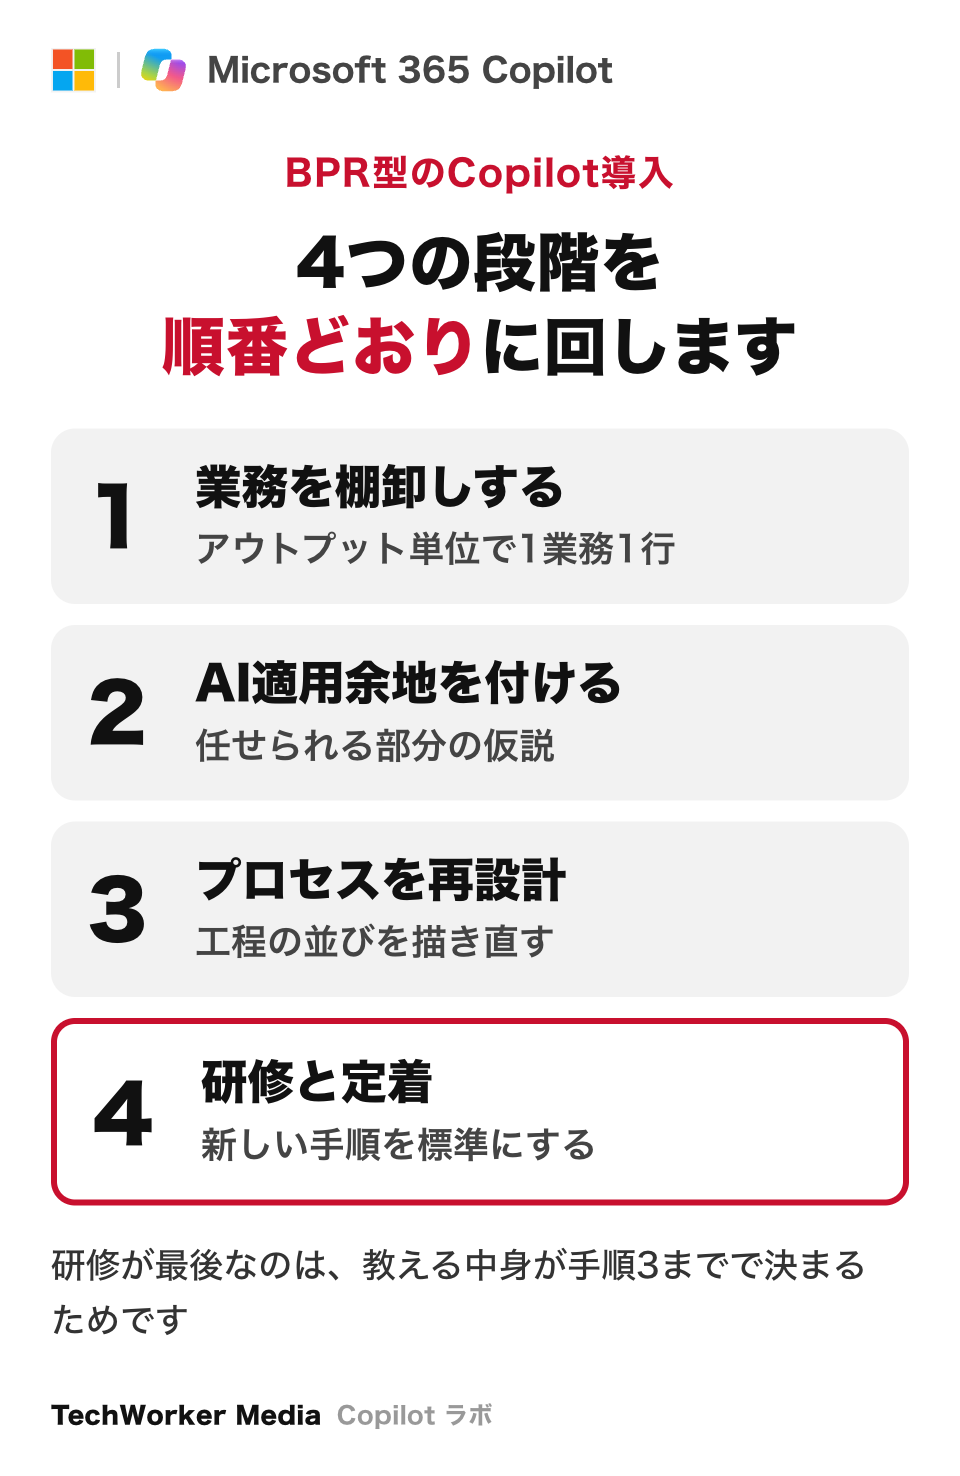 Microsoft 365 Copilot
BPR型のCopilot導入
4つの段階を
順番どおりに回します
1
業務を棚卸しする
アウトプット単位で1業務1行
2
AI適用余地を付ける
任せられる部分の仮説
3
プロセスを再設計
工程の並びを描き直す
4
研修と定着
新しい手順を標準にする
研修が最後なのは、教える中身が手順3までで決まる
ためです
TechWorker Media Copilot ラボ